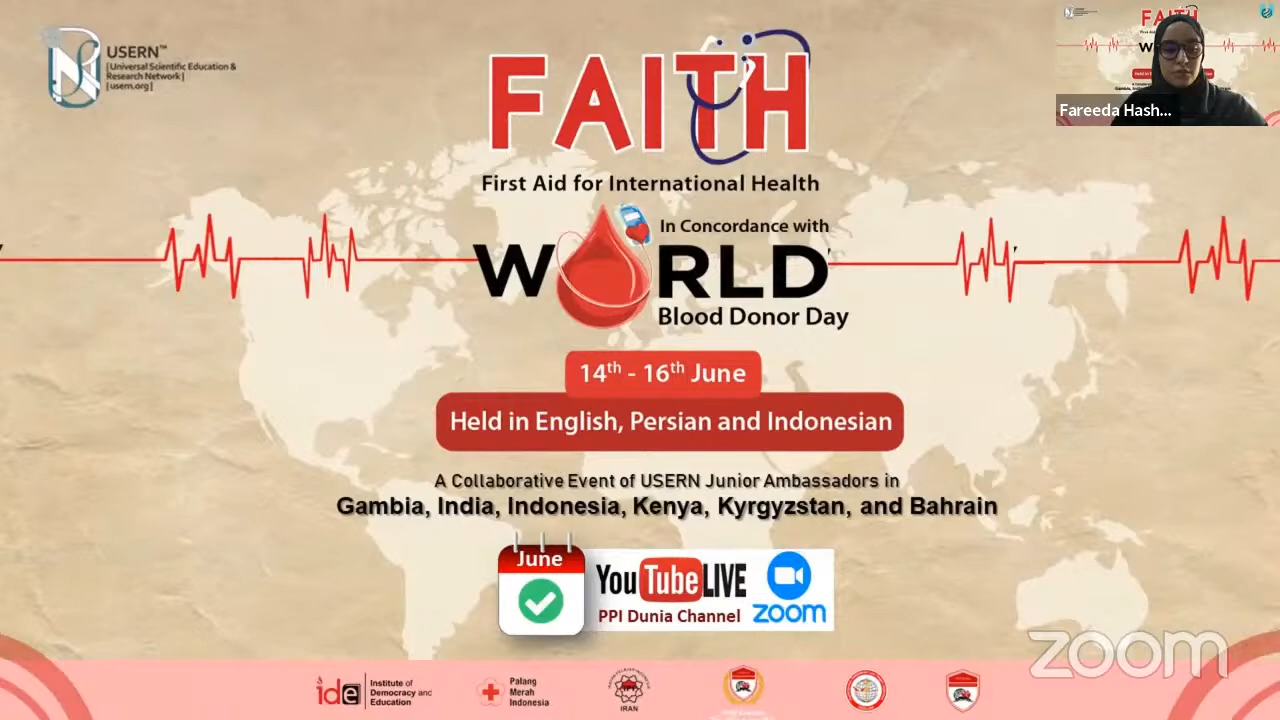 USERN™
[Universal Scientific Education &
Research Network]
[usern.org]
FAITH
First Aid for International Health
In Concordance with
WORLD
Blood Donor Day
14th - 16th June
Held in English, Persian and Indonesian
A Collaborative Event of USERN Junior Ambassadors in
Gambia, India, Indonesia, Kenya, Kyrgyzstan, and Bahrain
June
YouTube LIVE
PPI Dunia Channel
zoom
Fareeda Hash...
FAITH
zoom
ide
Institute of
Democracy and
Education
Palang
Merah
Indonesia
IRAN